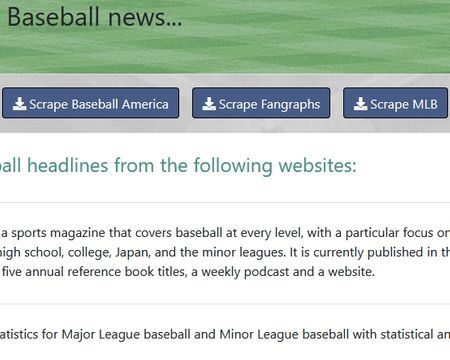 Baseball news...
Scrape Baseball America Scrape Fangraphs Scrape MLB
ball headlines from the following websites:
a sports magazine that covers baseball at every level, with a particular focus on
high school, college, Japan, and the minor leagues. It is currently published in th
five annual reference book titles, a weekly podcast and a website.
atistics for Major League baseball and Minor League baseball with statistical an